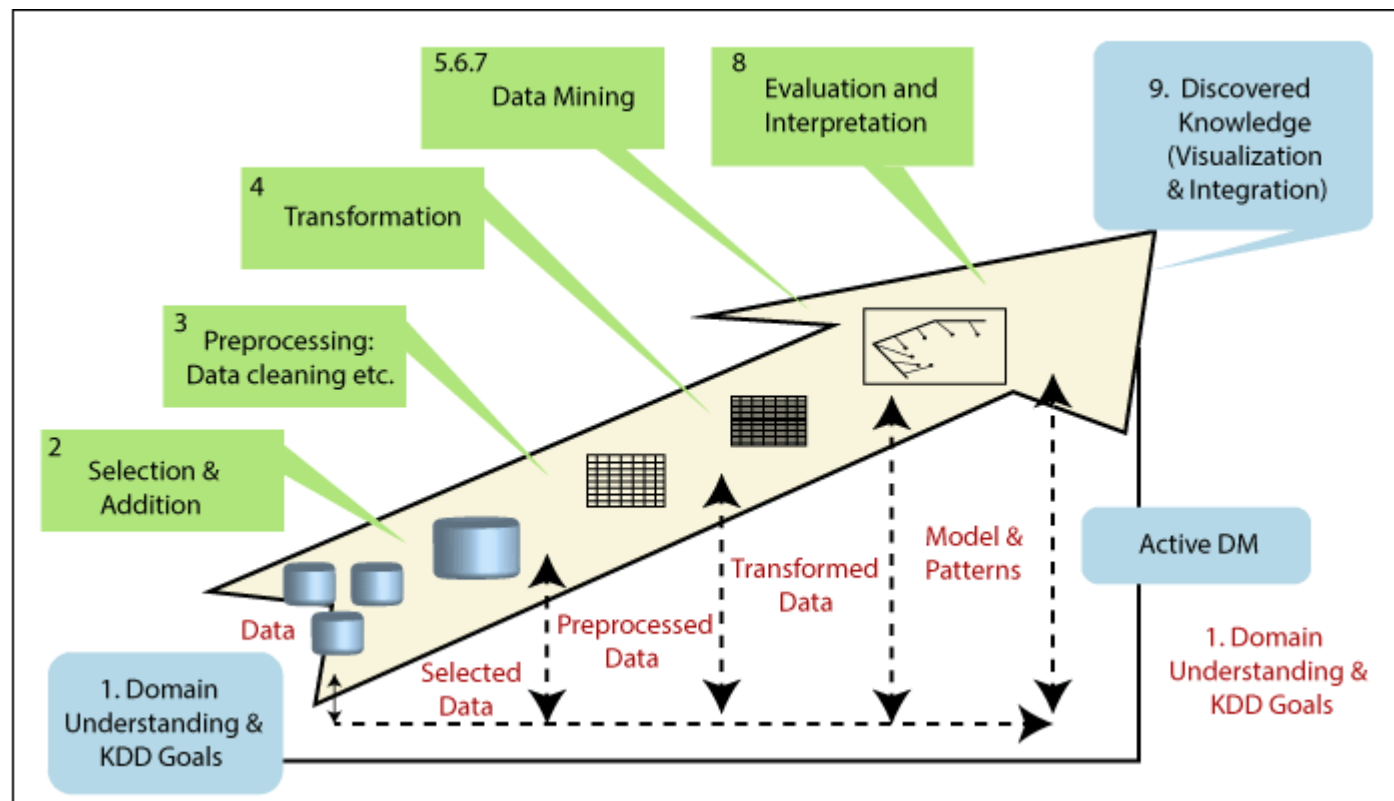 5.6.7
Data Mining
8
Evaluation and
Interpretation
9. Discovered
Knowledge
(Visualization
& Integration)
4
Transformation
3
Preprocessing:
Data cleaning etc.
2
Selection &
Addition
Data
Selected
Data
Preprocessed
Data
Transformed
Data
Model &
Patterns
Active DM
1. Domain
Understanding &
KDD Goals
1. Domain
Understanding &
KDD Goals